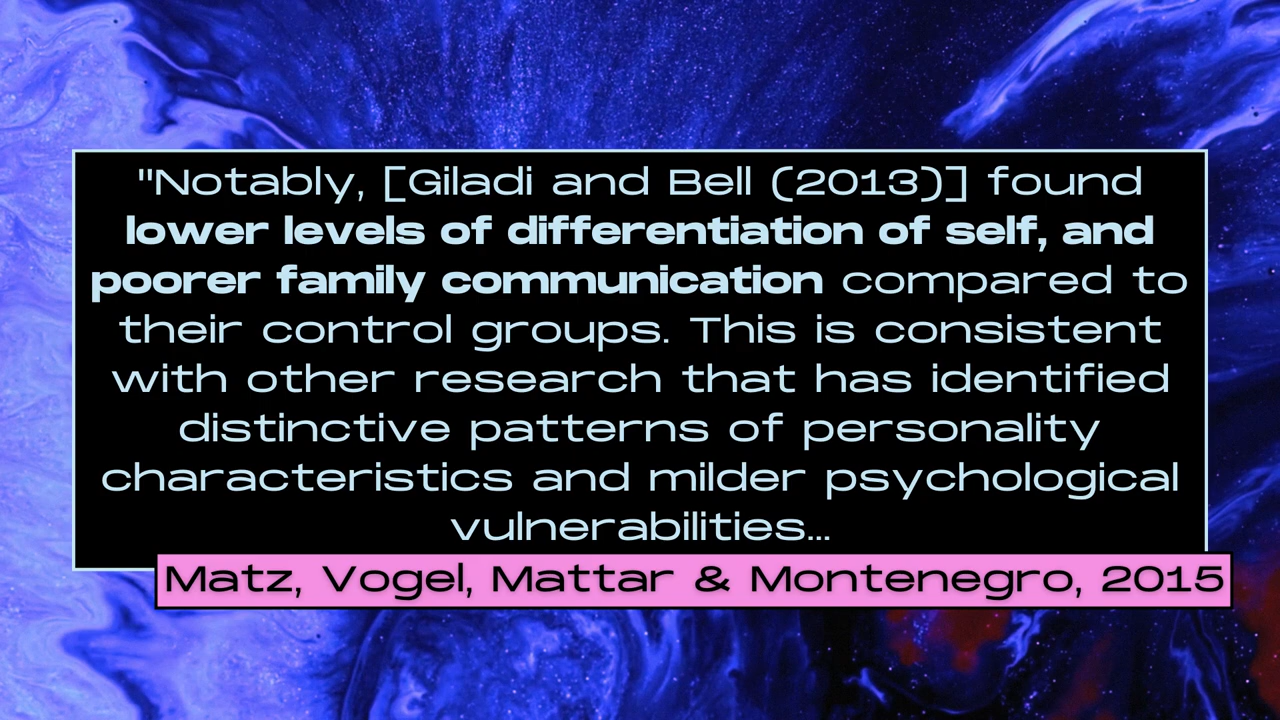 "Notably, [Giladi and Bell (2013)] found
lower levels of differentiation of self, and
poorer family communication compared to
their control groups. This is consistent
with other research that has identified
distinctive patterns of personality
characteristics and milder psychological
vulnerabilities...
Matz, Vogel, Mattar & Montenegro, 2015